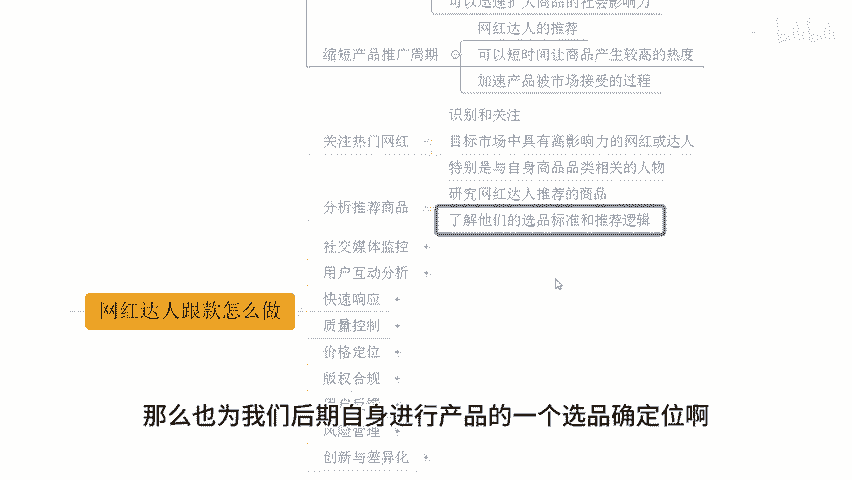 可以迅速扩大商品的社会影响力
网红达人的推荐
缩短产品推广周期
可以短时间让商品产生较高的热度
加速产品被市场接受的过程
识别和关注
关注热门网红
目标市场中具有高影响力的网红或达人
特别是与自身商品品类相关的人物
研究网红达人推荐的商品
分析推荐商品
了解他们的选品标准和推荐逻辑
社交媒体监控
用户互动分析
快速响应
网红达人跟款怎么做
质量控制
价格定位
版权合规
那么也为我们后期自身进行产品的一个选品确定位啊
风险管理
创新与差异化